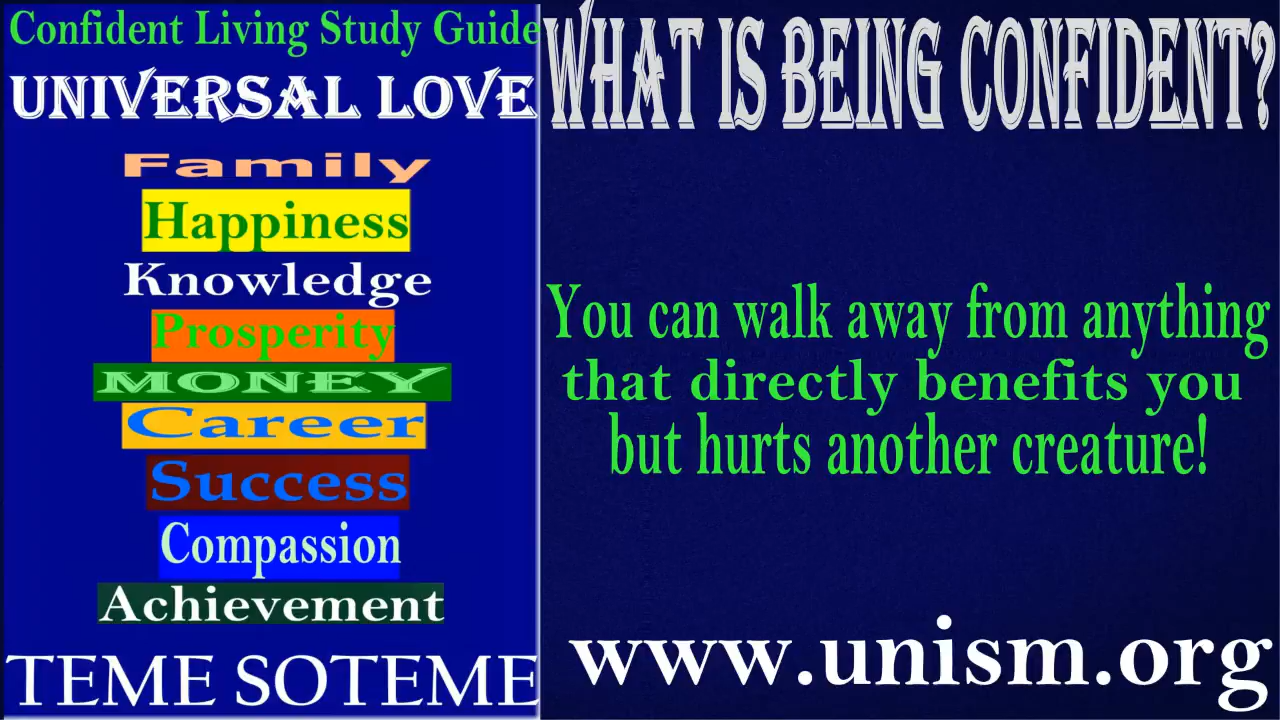 Confident Living Study Guide
UNIVERSAL LOVE
Family
Happiness
Knowledge
Prosperity
MONEY
Career
Success
Compassion
Achievement
TEME SOTEME
WHAT IS BEING CONFIDENT?
You can walk away from anything
that directly benefits you
but hurts another creature!
www.unism.org